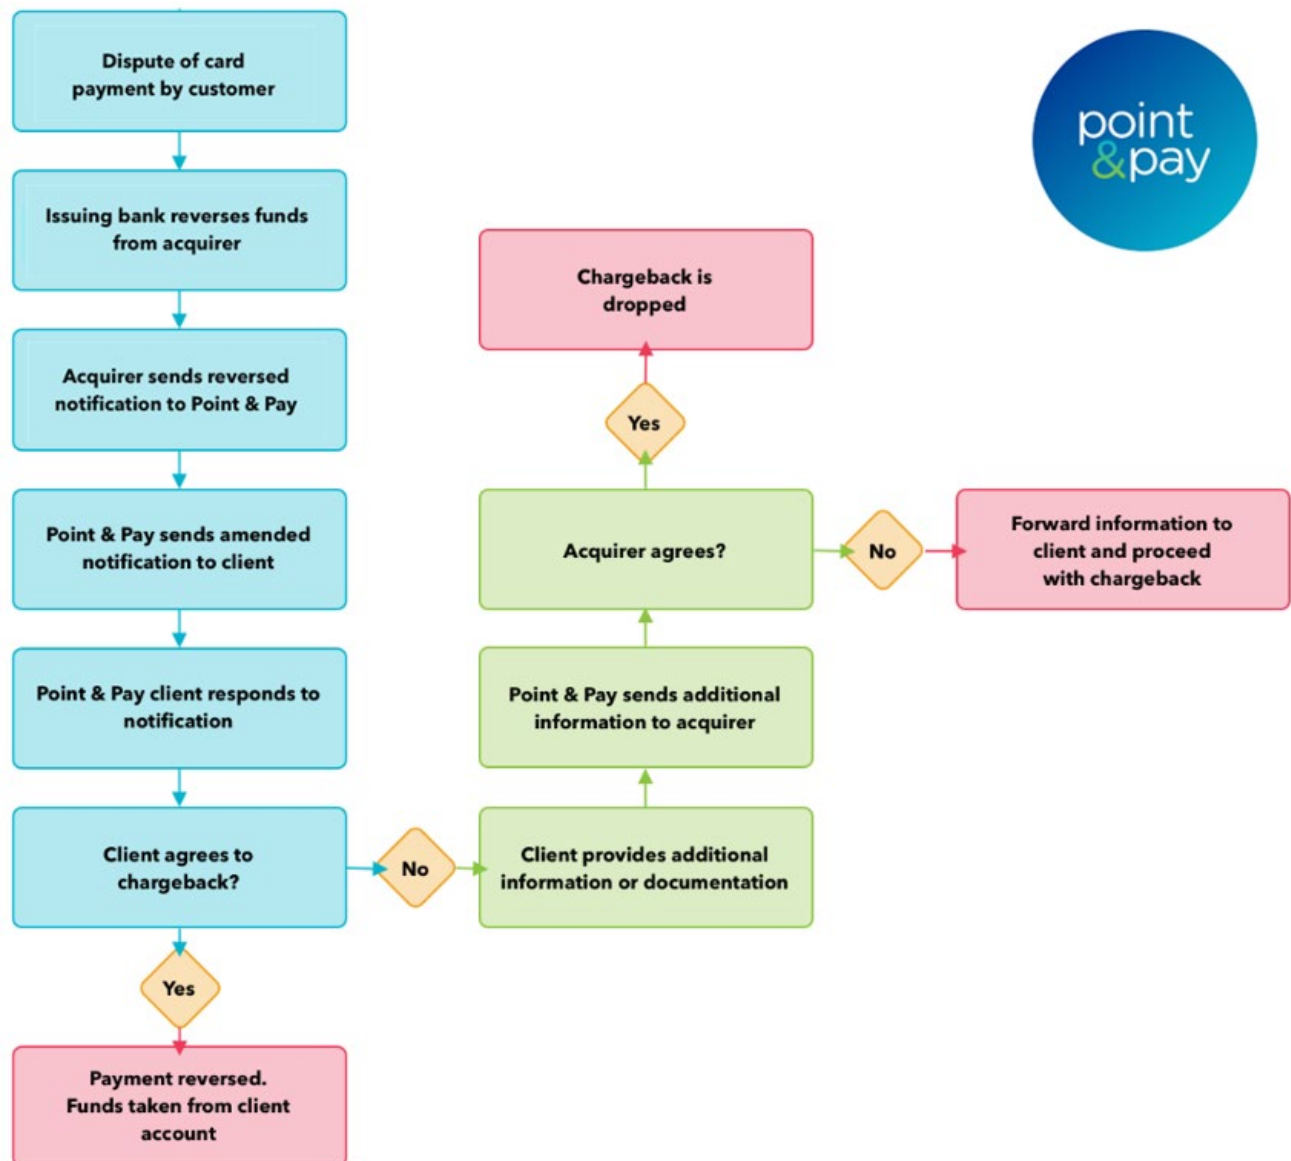 Dispute of card
payment by customer
point
&pay
Issuing bank reverses funds
from acquirer
Chargeback is
dropped
Acquirer sends reversed
notification to Point & Pay
Yes
Point & Pay sends amended
notification to client
Acquirer agrees?
No
Forward information to
client and proceed
with chargeback
Point & Pay client responds to
notification
Point & Pay sends additional
information to acquirer
Client agrees to
chargeback?
No
Client provides additional
information or documentation
Yes
Payment reversed.
Funds taken from client
account